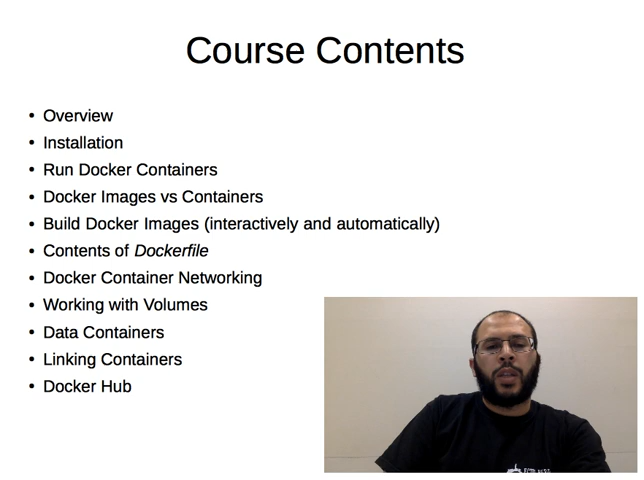 Course Contents
• Overview
• Installation
• Run Docker Containers
• Docker Images vs Containers
• Build Docker Images (interactively and automatically)
• Contents of Dockerfile
• Docker Container Networking
• Working with Volumes
• Data Containers
• Linking Containers
• Docker Hub